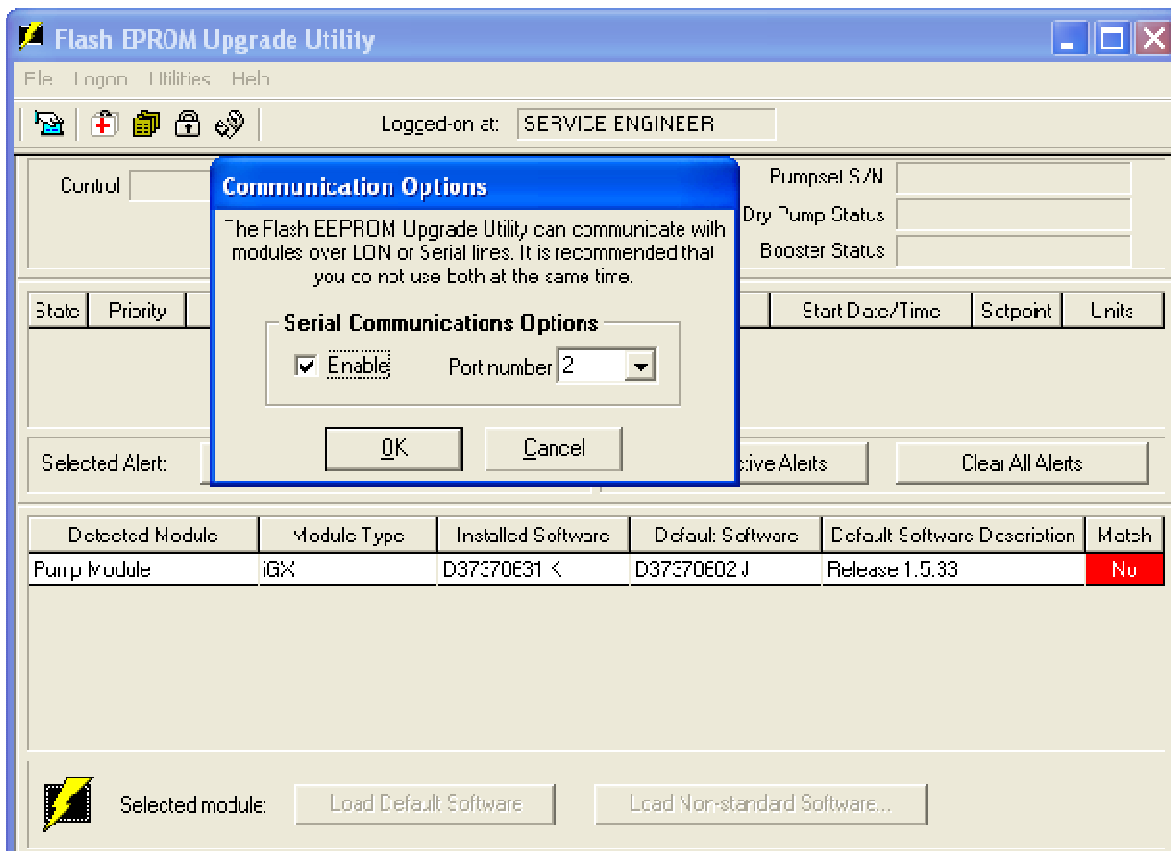 Flash EPROM Upgrade Utility
File Logon Utilities Help
Logged-on at: SERVICE ENGINEER
Control
Pumpset S/N
Dry Pump Status
Booster Status
Communication Options
The Flash EEPROM Upgrade Utility can communicate with
modules over LON or Serial lines. It is recommended that
you do not use both at the same time.
Serial Communications Options
Enable Port number 2
OK Cancel
State Priority Start Date/Time Setpoint Units
Selected Alert: Clear All Alerts
Detected Module Module Type Installed Software Default Software Default Software Description Match
Pump Module iGX D37370631 K D37370602 J Release 1.5.33 No
Selected module: Load Default Software Load Non-standard Software...